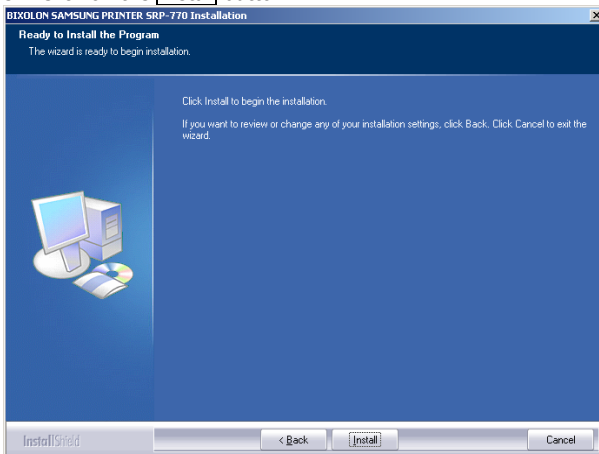 BIXOLON SAMSUNG PRINTER SRP-770 Installation
Ready to Install the Program
The wizard is ready to begin installation.
Click Install to begin the installation.
If you want to review or change any of your installation settings, click Back. Click Cancel to exit the
wizard.
InstallShield
< Back
Install
Cancel